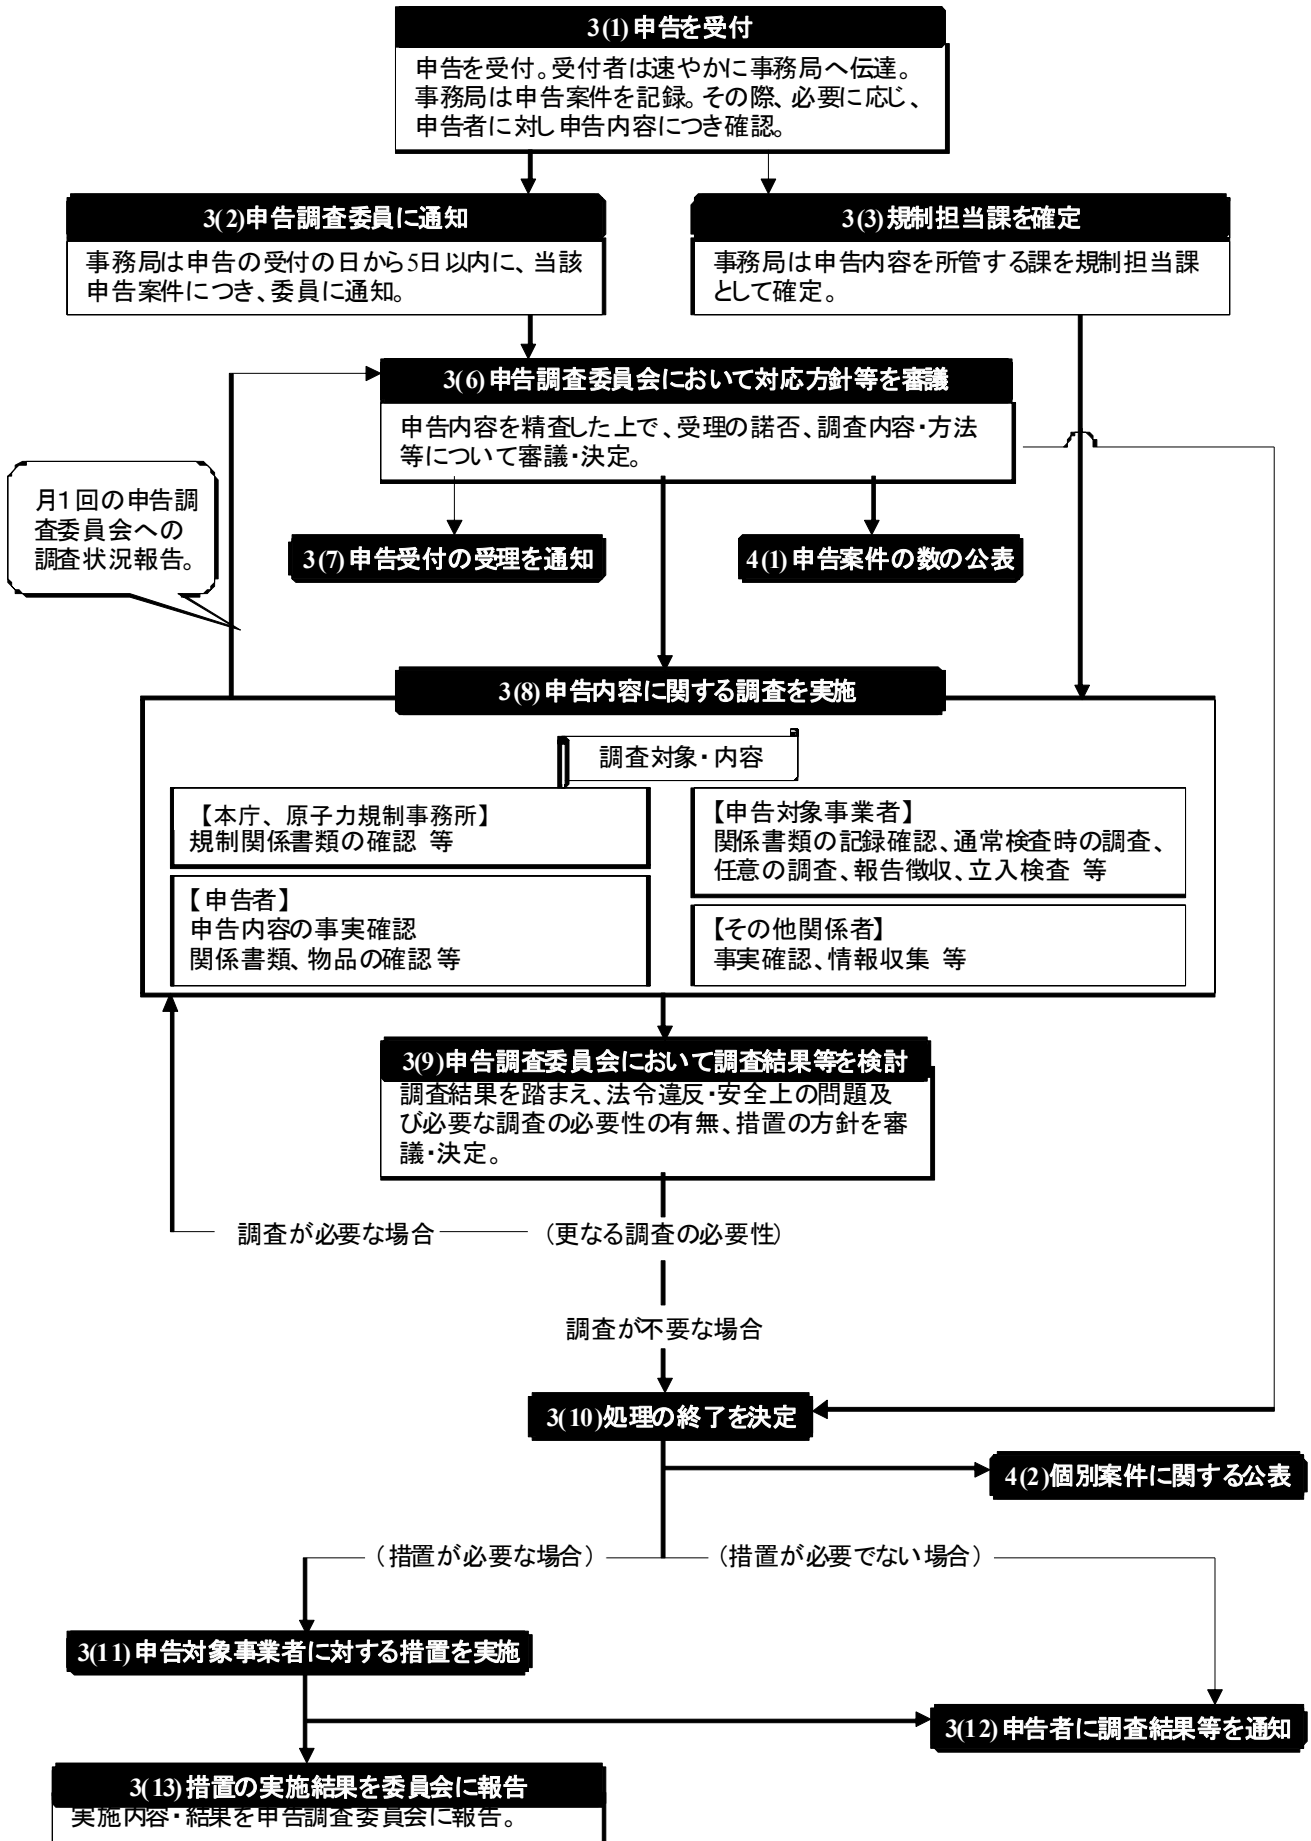 3(1)申告を受付
申告を受付。受付者は速やかに事務局へ伝達。
事務局は申告案件を記録。その際、必要に応じ、
申告者に対し申告内容につき確認。
3(2)申告調査委員に通知
事務局は申告の受付の日から5日以内に、当該
申告案件につき、委員に通知。
3(3)規制担当課を確定
事務局は申告内容を所管する課を規制担当課
として確定。
3(6)申告調査委員会において対応方針等を審議
申告内容を精査した上で、受理の諾否、調査内容・方法
等について審議・決定。
月1回の申告調
査委員会への
調査状況報告。
3(7)申告受付の受理を通知
4(1)申告案件の数の公表
3(8)申告内容に関する調査を実施
調査対象・内容
【本庁、原子力規制事務所】
規制関係書類の確認 等
【申告対象事業者】
関係書類の記録確認、通常検査時の調査、
任意の調査、報告徴収、立入検査 等
【申告者】
申告内容の事実確認
関係書類、物品の確認 等
【その他関係者】
事実確認、情報収集 等
3(9)申告調査委員会において調査結果等を検討
調査結果を踏まえ、法令違反・安全上の問題及
び必要な調査の必要性の有無、措置の方針を審
議・決定。
調査が必要な場合
(更なる調査の必要性)
調査が不要な場合
3(10)処理の終了を決定
4(2)個別案件に関する公表
(措置が必要な場合)
(措置が必要でない場合)
3(11)申告対象事業者に対する措置を実施
3(12)申告者に調査結果等を通知
3(13)措置の実施結果を委員会に報告
実施内容・結果を申告調査委員会に報告。